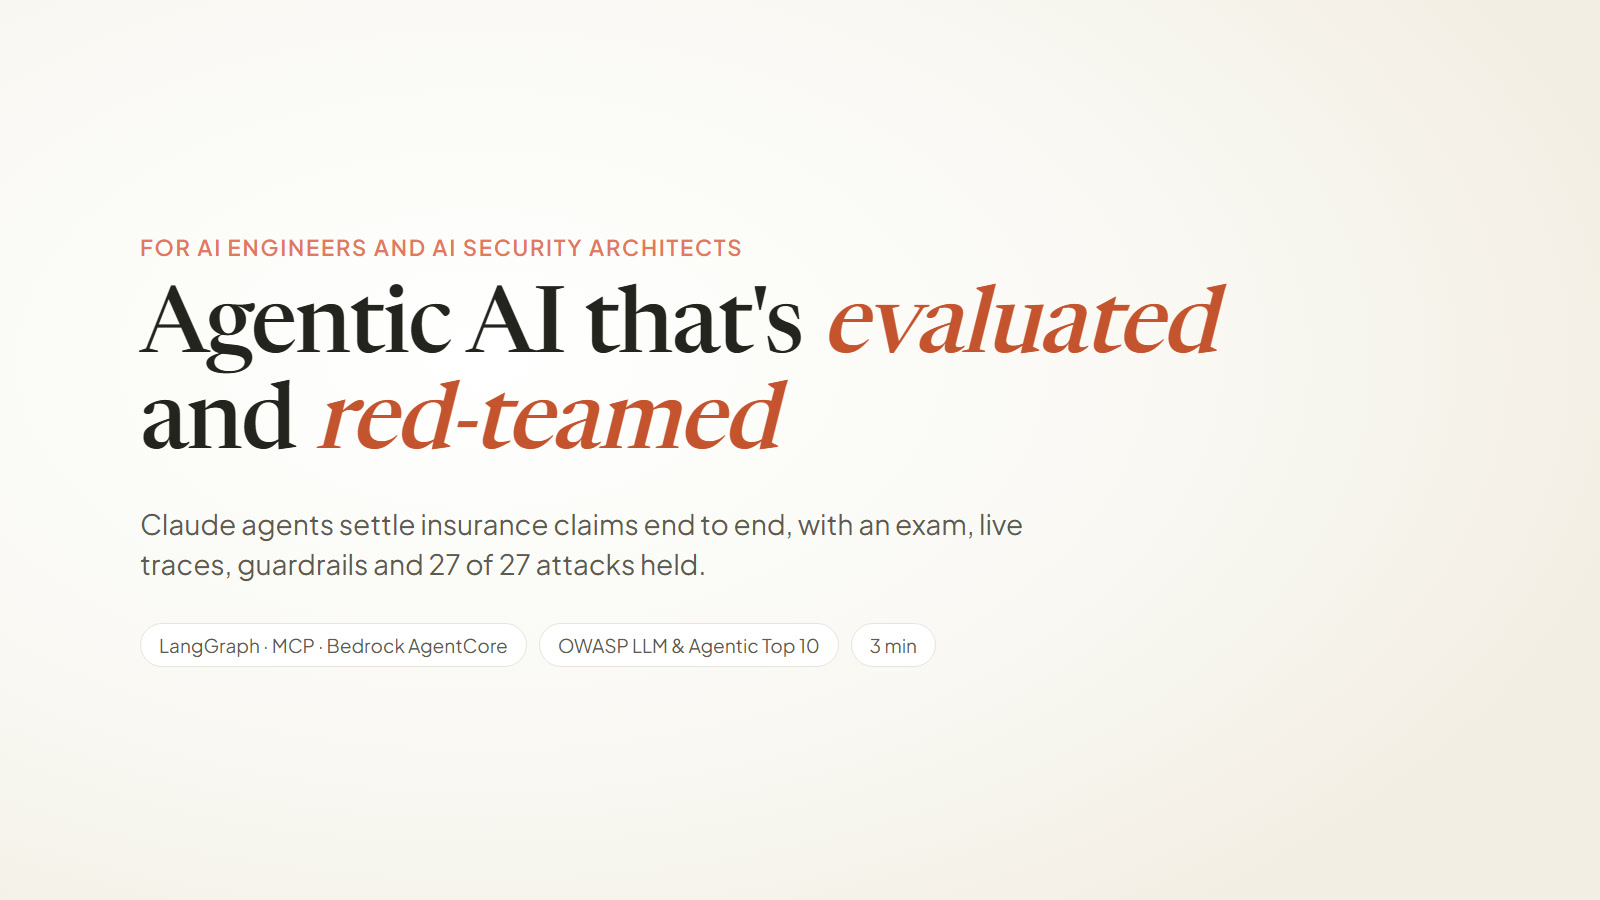 FOR AI ENGINEERS AND AI SECURITY ARCHITECTS
Agentic AI that's evaluated
and red-teamed
Claude agents settle insurance claims end to end, with an exam, live
traces, guardrails and 27 of 27 attacks held.
LangGraph · MCP · Bedrock AgentCore
OWASP LLM & Agentic Top 10
3 min